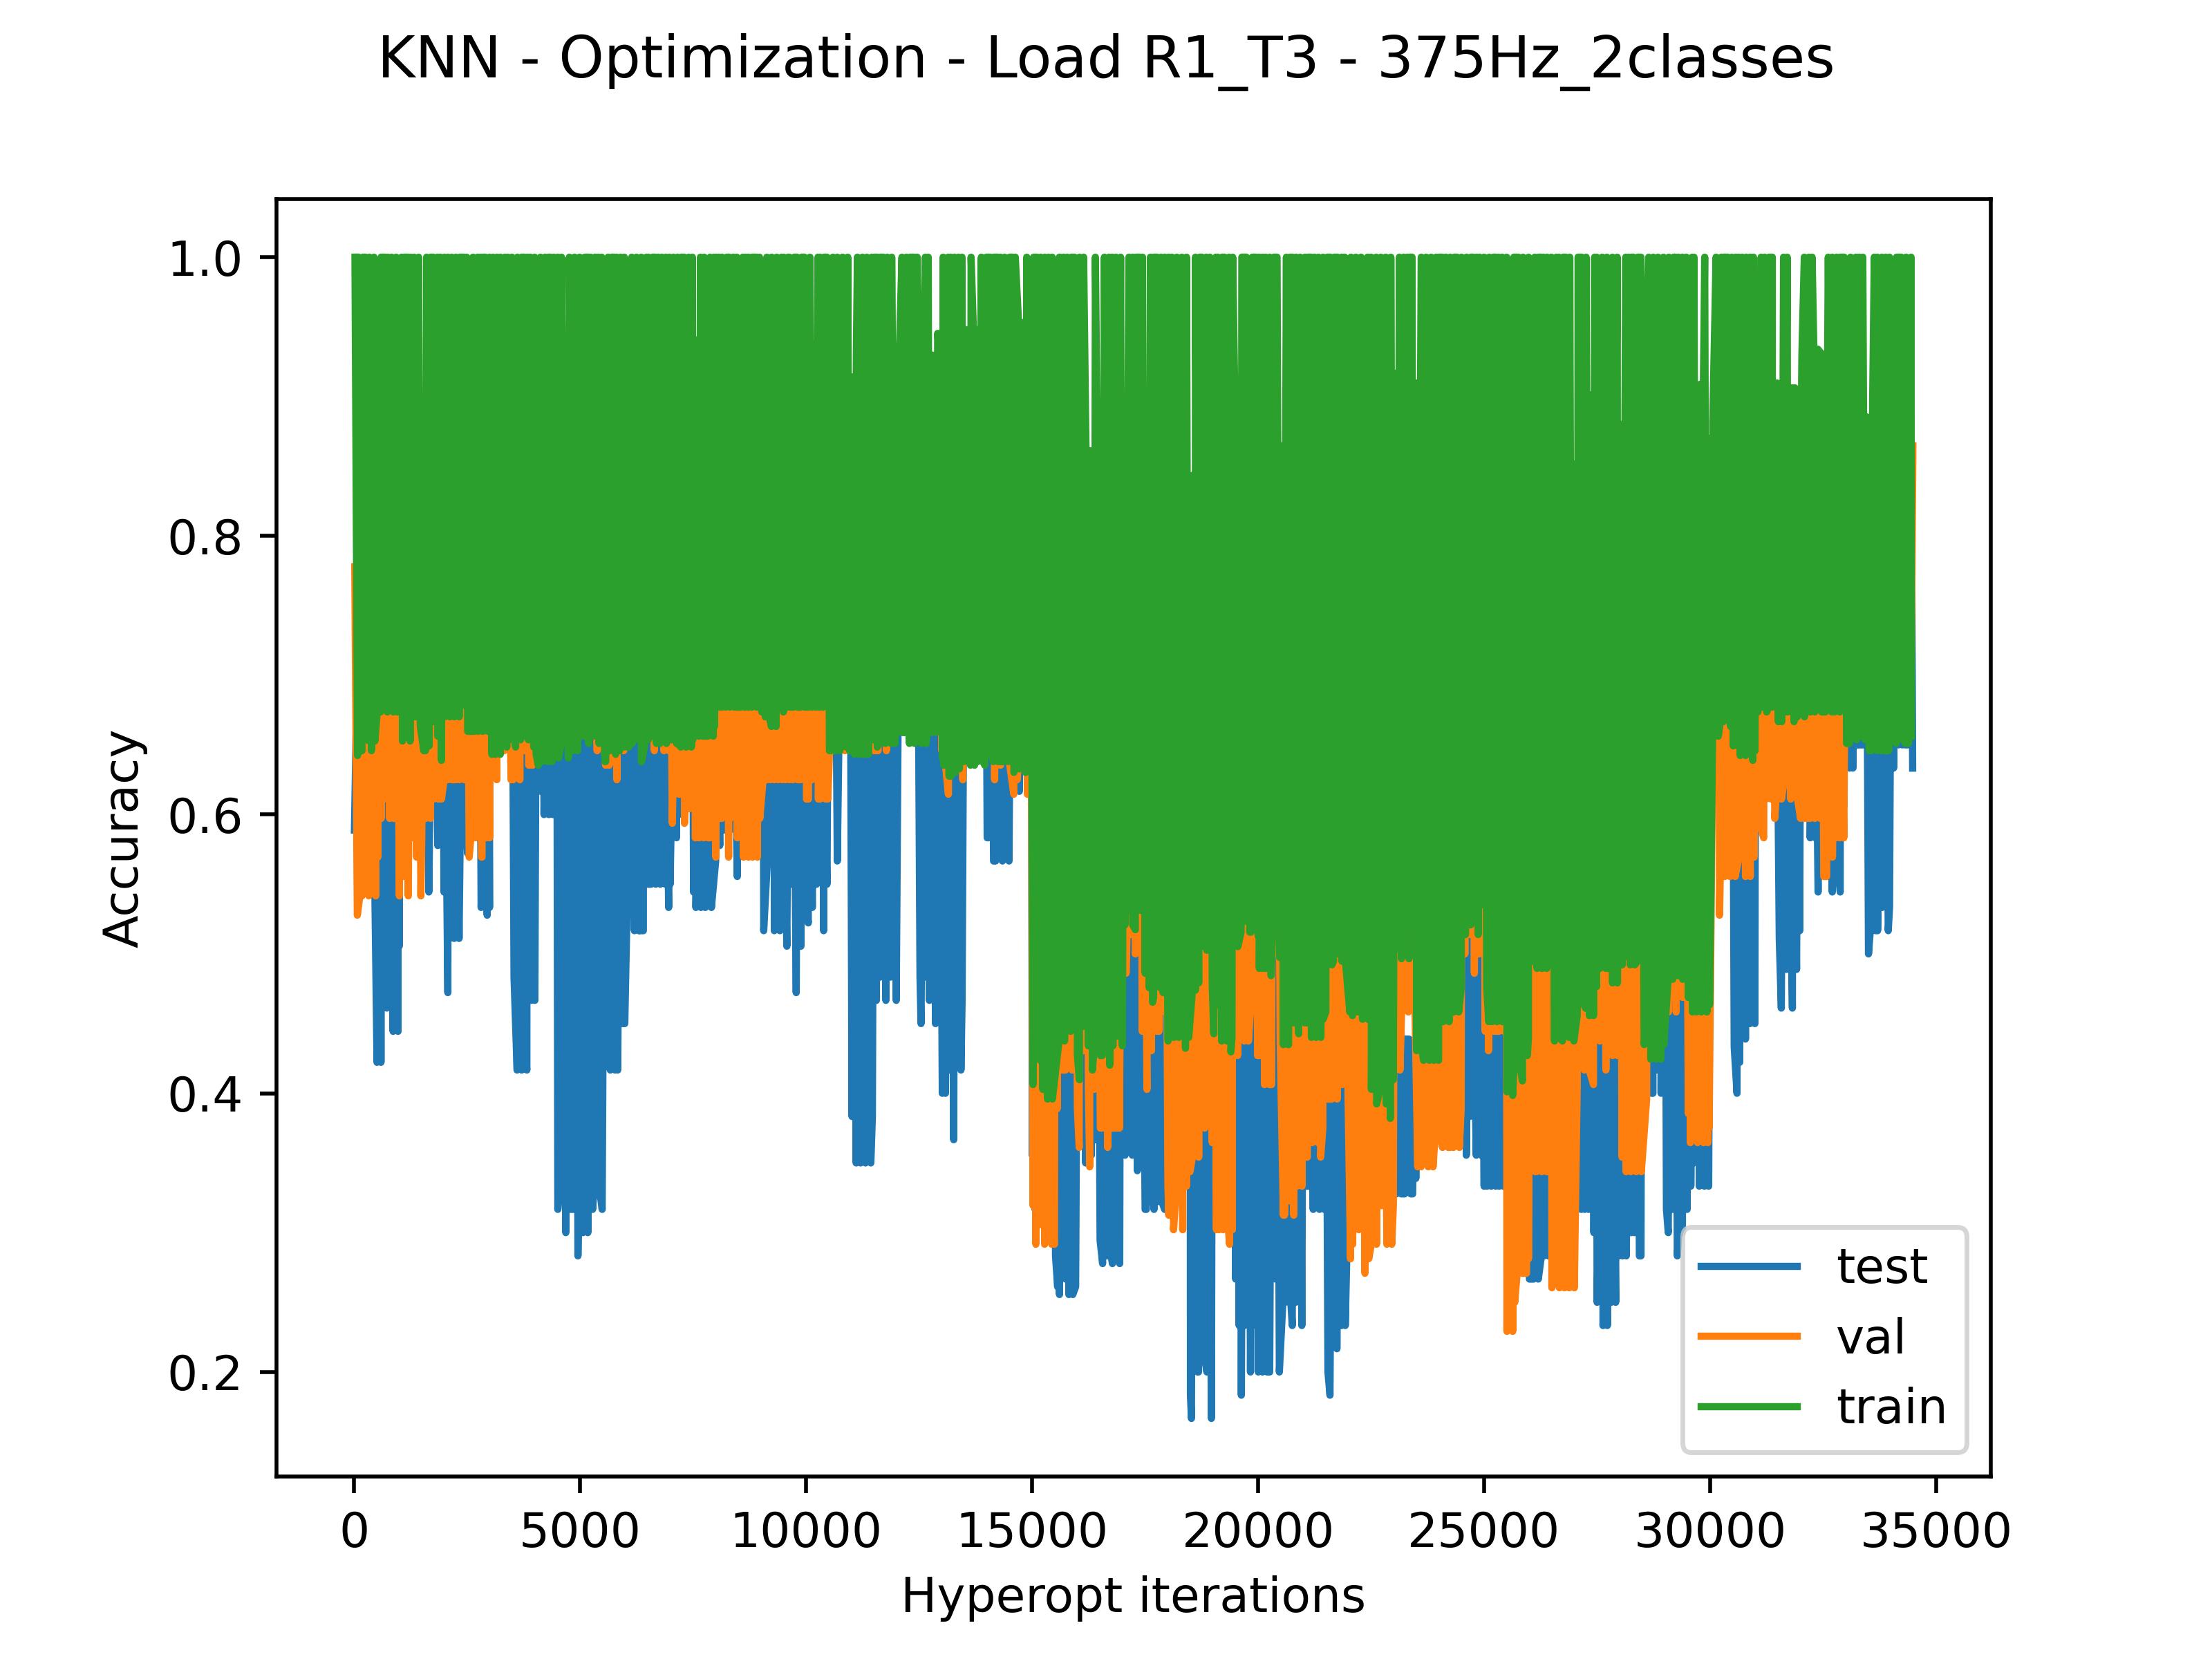 KNN - Optimization - Load R1_T3 - 375Hz_2classes
1.0
0.8
0.6
0.4
0.2
Accuracy
0 5000 10000 15000 20000 25000 30000 35000
Hyperopt iterations
test
val
train